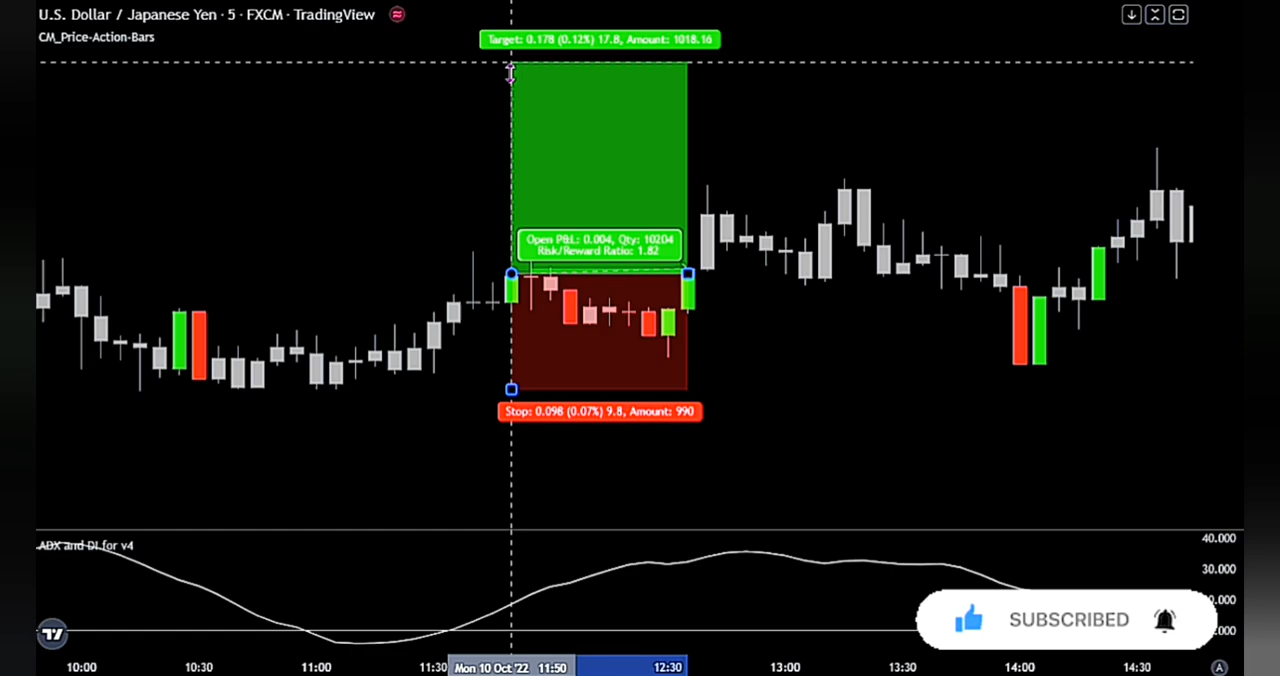 U.S. Dollar / Japanese Yen · 5 · FXCM · TradingView
CM_Price-Action-Bars
Target: 0.178 (0.12%) 17.8, Amount: 1018.16
Open P&L: 0.004, Qty: 10204
Risk/Reward Ratio: 1.82
Stop: 0.098 (0.07%) 9.8, Amount: 990
ADX and DI for v4
40.000
30.000
SUBSCRIBED
10:00 10:30 11:00 11:30 Mon 10 Oct '22 11:50 12:30 13:00 13:30 14:00 14:30 A